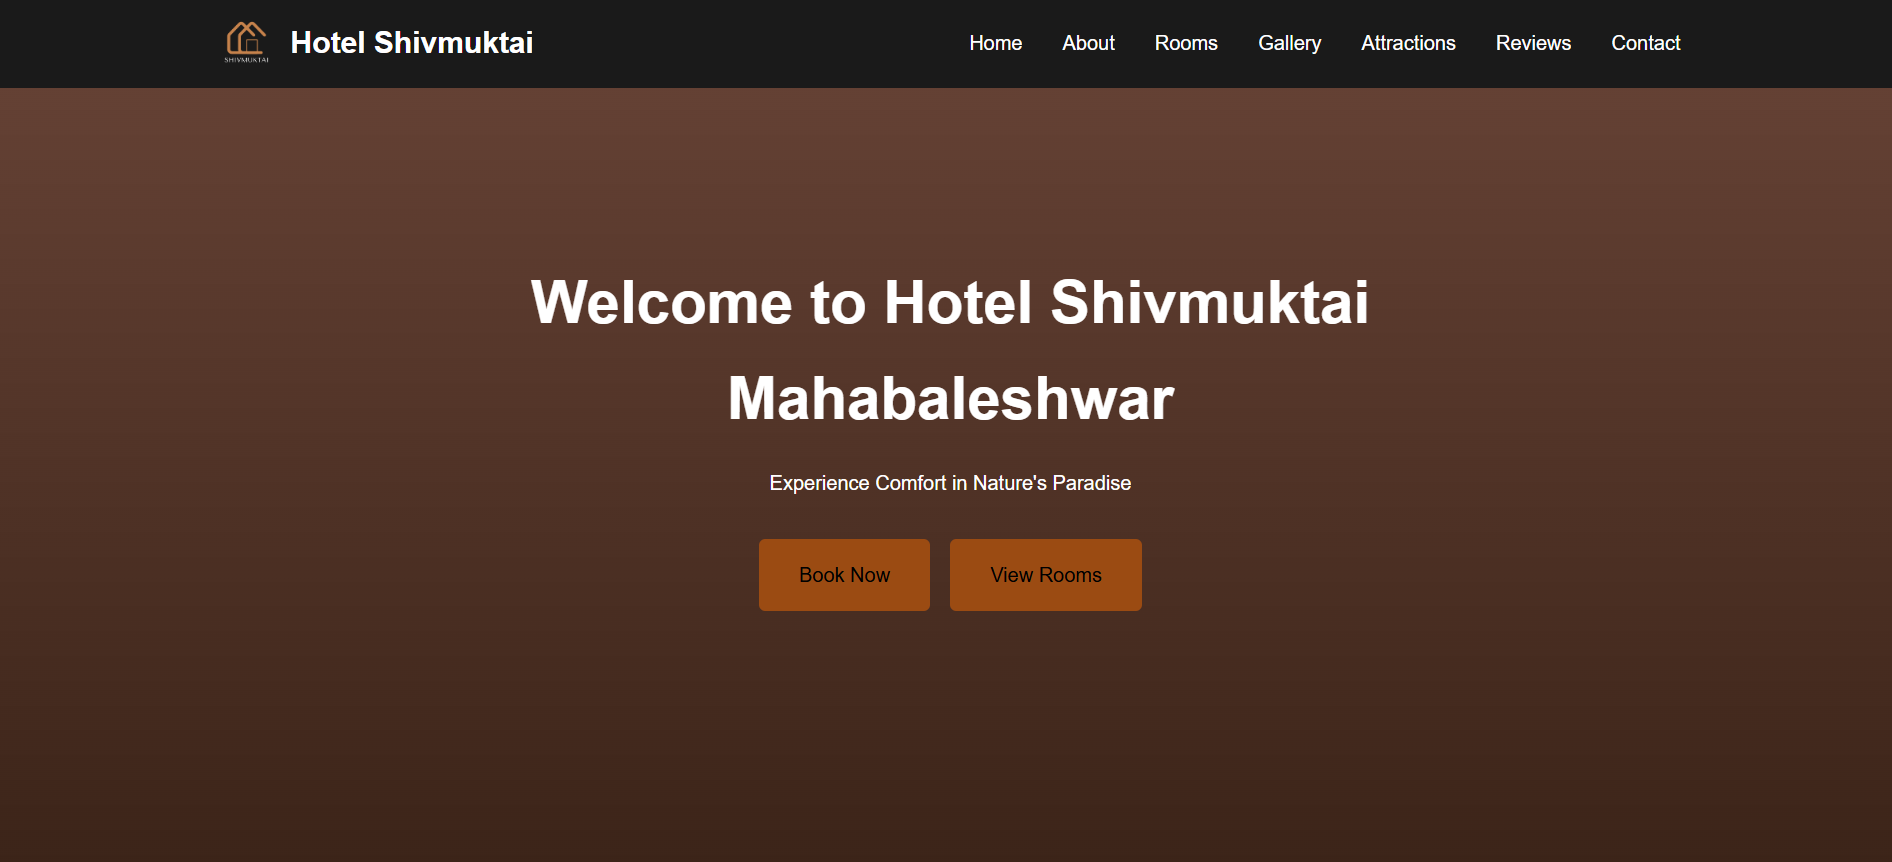 SHIVMUKTAI
Hotel Shivmuktai
Home
About
Rooms
Gallery
Attractions
Reviews
Contact
Welcome to Hotel Shivmuktai
Mahabaleshwar
Experience Comfort in Nature's Paradise
Book Now
View Rooms